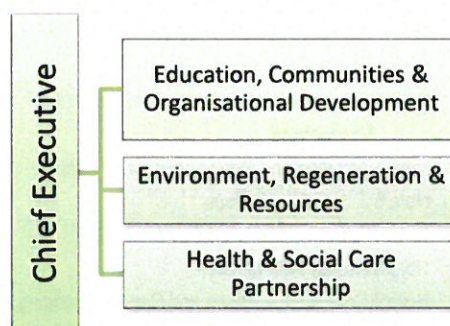 Chief Executive
Education, Communities &
Organisational Development
Environment, Regeneration &
Resources
Health & Social Care
Partnership